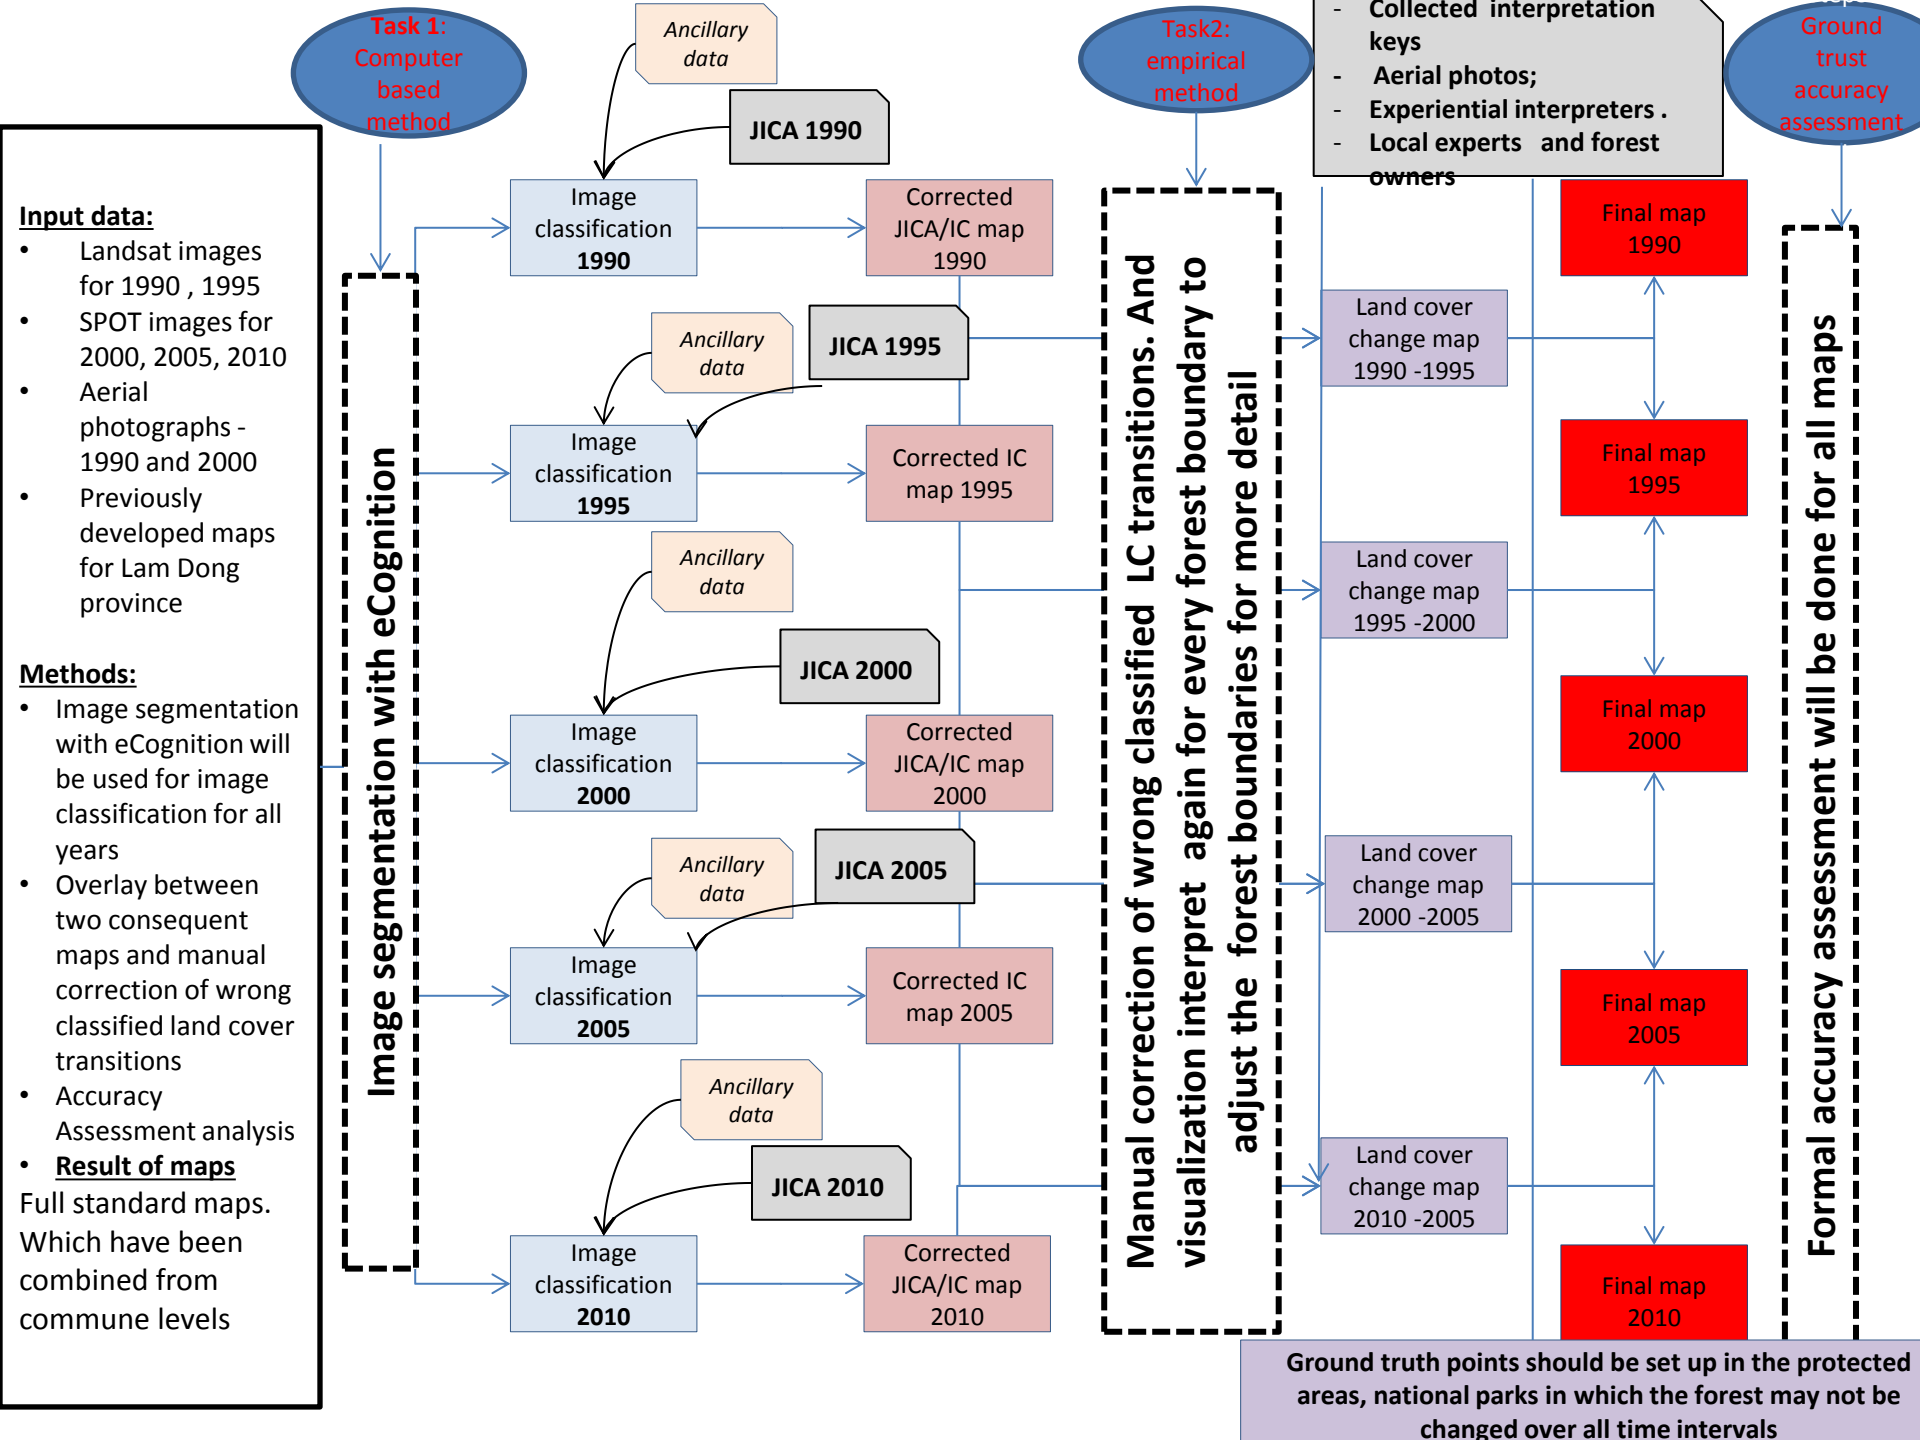 Input data:
• Landsat images
for 1990 , 1995
• SPOT images for
2000, 2005, 2010
• Aerial
photographs -
1990 and 2000
• Previously
developed maps
for Lam Dong
province
Methods:
• Image segmentation
with eCognition will
be used for image
classification for all
years
• Overlay between
two consequent
maps and manual
correction of wrong
classified land cover
transitions
• Accuracy
Assessment analysis
• Result of maps
Full standard maps.
Which have been
combined from
commune levels
Task 1:
Computer
based
method
Image segmentation with eCognition
Ancillary
data
JICA 1990
Image
classification
1990
Corrected
JICA/IC map
1990
Ancillary
data
JICA 1995
Image
classification
1995
Corrected IC
map 1995
Ancillary
data
JICA 2000
Image
classification
2000
Corrected
JICA/IC map
2000
Ancillary
data
JICA 2005
Image
classification
2005
Corrected IC
map 2005
Ancillary
data
JICA 2010
Image
classification
2010
Corrected
JICA/IC map
2010
Task2:
empirical
method
Manual correction of wrong classified LC transitions. And
visualization interpret again for every forest boundary to
adjust the forest boundaries for more detail
- Collected interpretation
keys
- Aerial photos;
- Experiential interpreters .
- Local experts and forest
owners
Land cover
change map
1990 -1995
Land cover
change map
1995 -2000
Land cover
change map
2000 -2005
Land cover
change map
2010 -2005
Final map
1990
Final map
1995
Final map
2000
Final map
2005
Final map
2010
Ground
trust
accuracy
assessment
Formal accuracy assessment will be done for all maps
Ground truth points should be set up in the protected
areas, national parks in which the forest may not be
changed over all time intervals